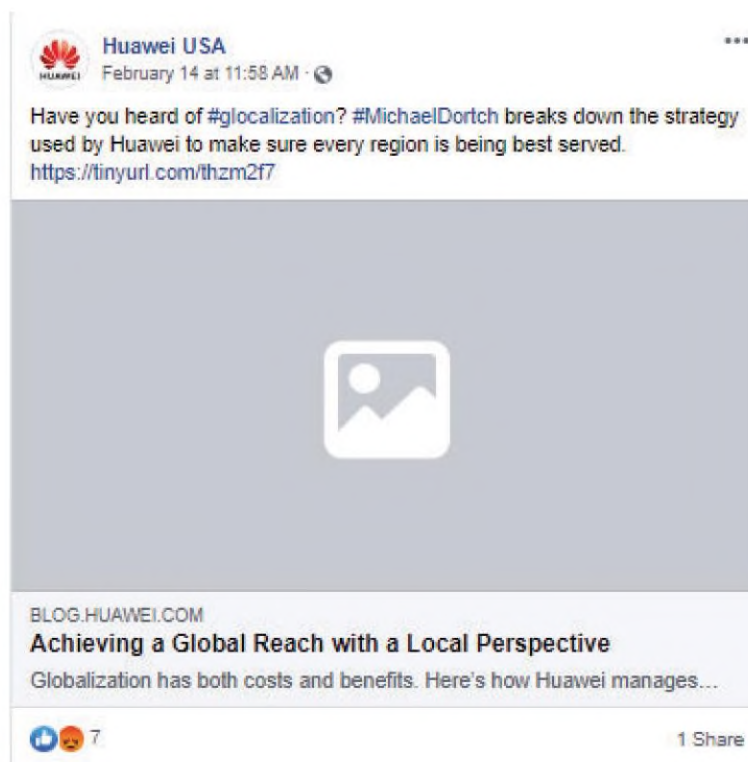 HUAWEI
Huawei USA
February 14 at 11:58 AM ·
Have you heard of #glocalization? #MichaelDortch breaks down the strategy
used by Huawei to make sure every region is being best served.
https://tinyurl.com/thzm2f7
BLOG.HUAWEI.COM
Achieving a Global Reach with a Local Perspective
Globalization has both costs and benefits. Here's how Huawei manages...
7
1 Share